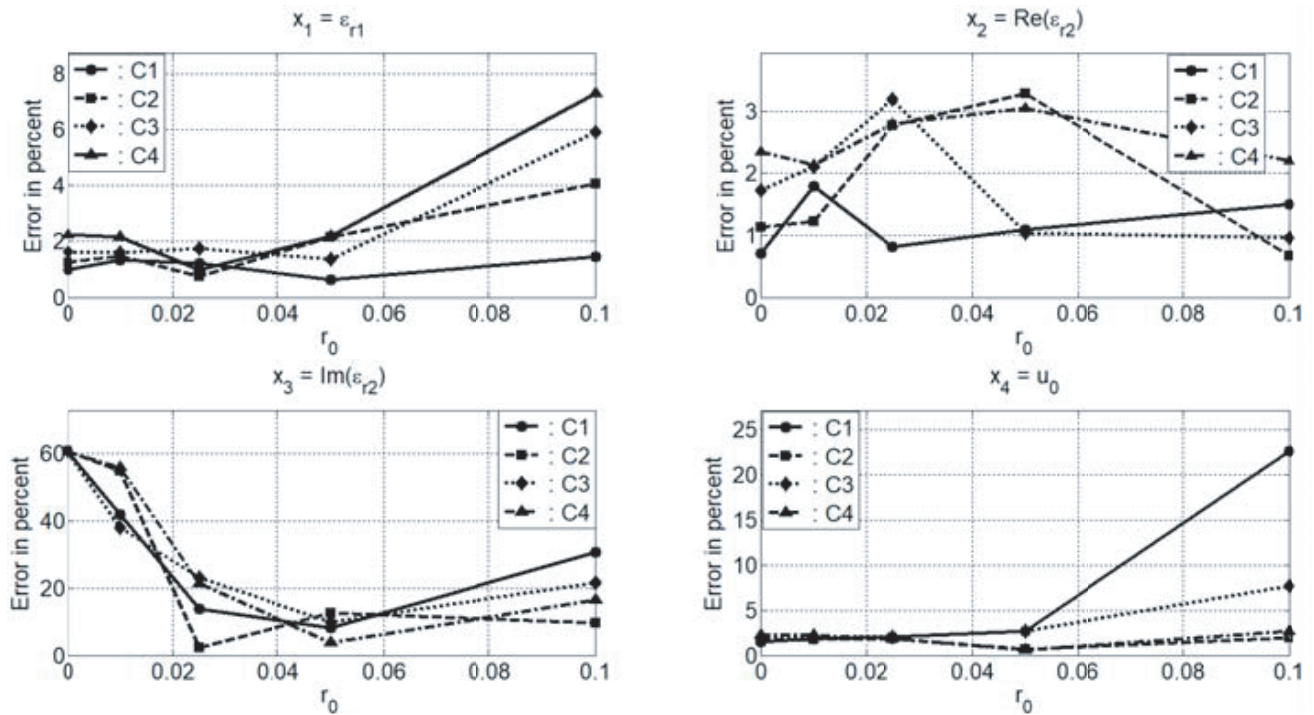 x₁ = εᵣ₁
Error in percent
8
6
4
2
0
: C1
: C2
: C3
: C4
0 0.02 0.04 0.06 0.08 0.1
r₀
x₂ = Re(εᵣ₂)
Error in percent
3
2
1
0
: C1
: C2
: C3
: C4
0 0.02 0.04 0.06 0.08 0.1
r₀
x₃ = Im(εᵣ₂)
Error in percent
60
40
20
0
: C1
: C2
: C3
: C4
0 0.02 0.04 0.06 0.08 0.1
r₀
x₄ = u₀
Error in percent
25
20
15
10
5
0
: C1
: C2
: C3
: C4
0 0.02 0.04 0.06 0.08 0.1
r₀